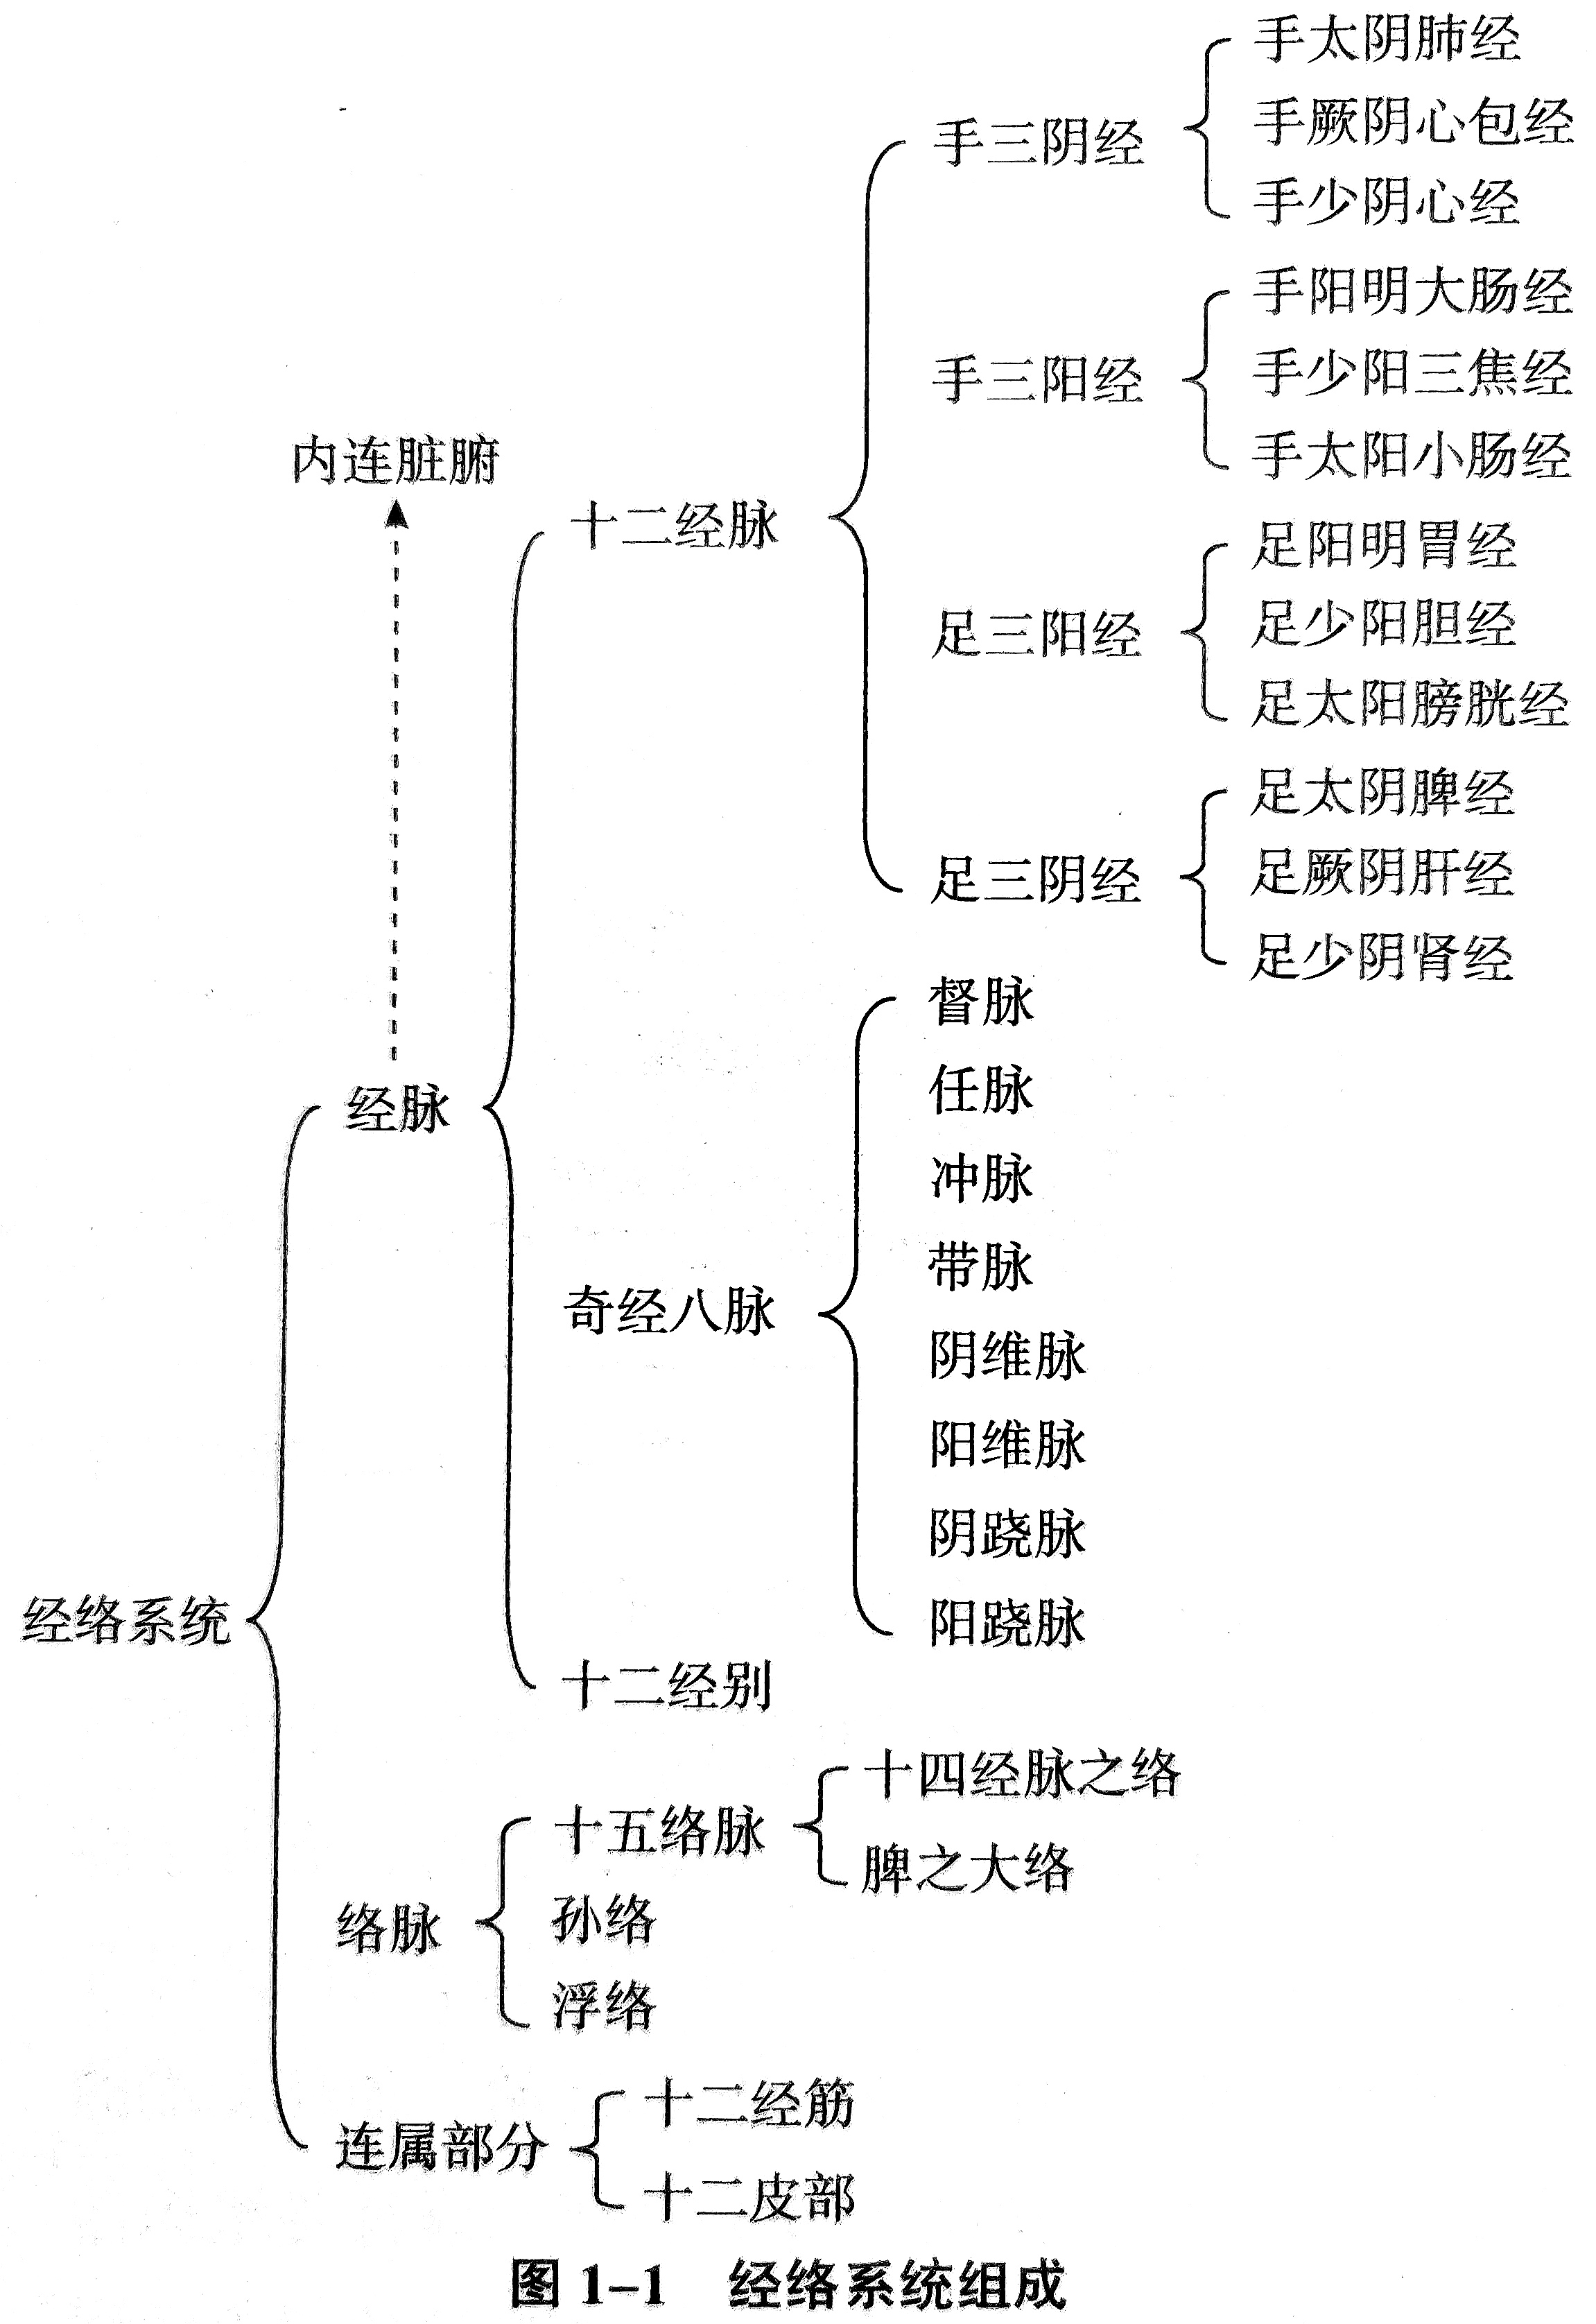 手太阴肺经
手三阴经
手厥阴心包经
手少阴心经
手阳明大肠经
手三阳经
手少阳三焦经
手太阳小肠经
内连脏腑
十二经脉
足阳明胃经
足三阳经
足少阳胆经
足太阳膀胱经
足太阴脾经
足三阴经
足厥阴肝经
足少阴肾经
经脉
督脉
任脉
冲脉
带脉
奇经八脉
阴维脉
阳维脉
阴跷脉
阳跷脉
经络系统
十二经别
十四经脉之络
十五络脉
脾之大络
络脉
孙络
浮络
十二经筋
连属部分
十二皮部
图 1-1 经络系统组成